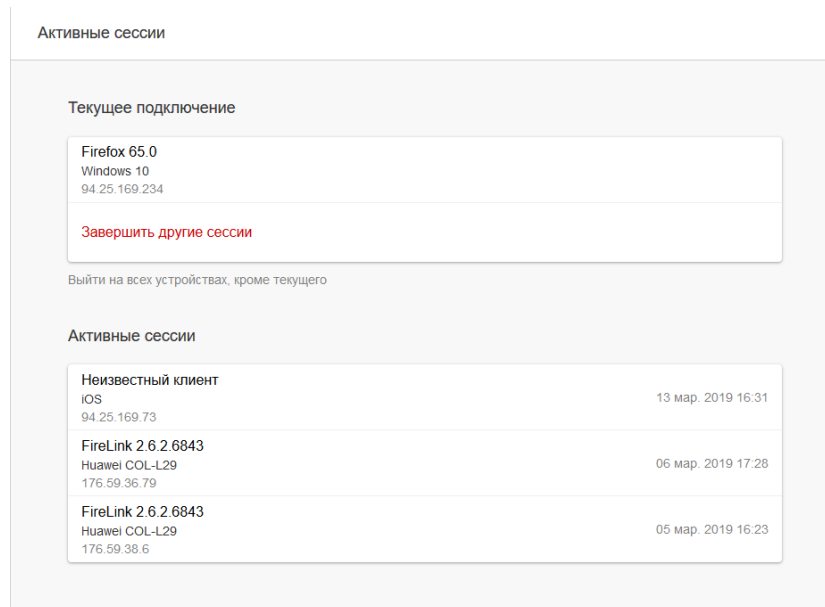 Активные сессии
Текущее подключение
Firefox 65.0
Windows 10
94.25.169.234
Завершить другие сессии
Выйти на всех устройствах, кроме текущего
Активные сессии
Неизвестный клиент
iOS
13 мар. 2019 16:31
94.25.169.73
FireLink 2.6.2.6843
Huawei COL-L29
06 мар. 2019 17:28
176.59.36.79
FireLink 2.6.2.6843
Huawei COL-L29
05 мар. 2019 16:23
176.59.38.6